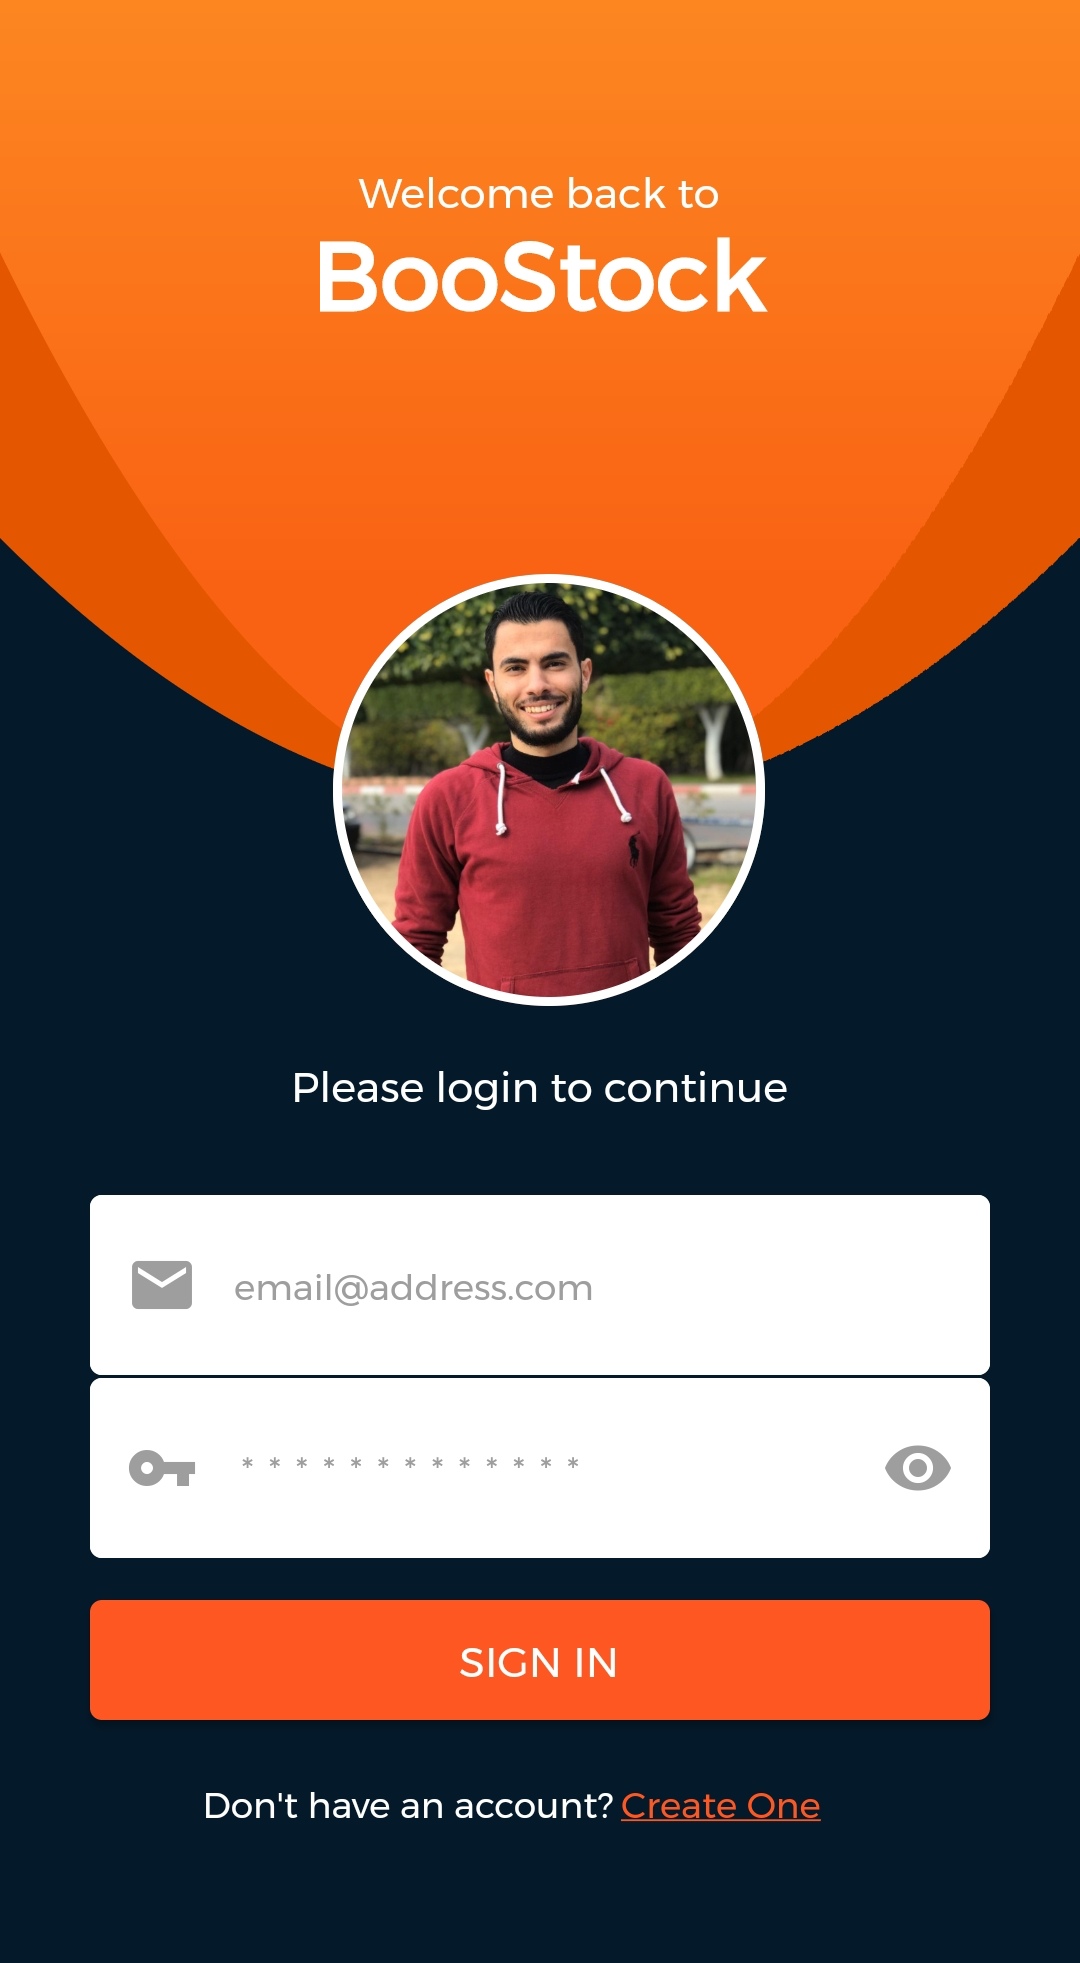 Welcome back to
BooStock
Please login to continue
email@address.com
* * * * * * * * * * * * *
SIGN IN
Don't have an account? Create One